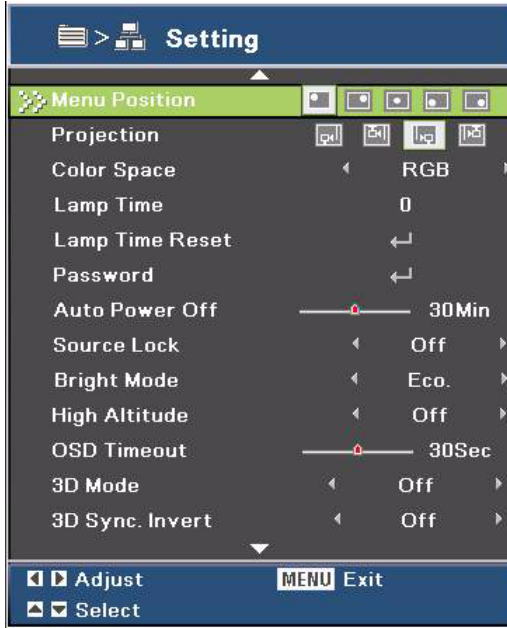 > Setting
Menu Position
Projection
Color Space RGB
Lamp Time 0
Lamp Time Reset
Password
Auto Power Off 30Min
Source Lock Off
Bright Mode Eco.
High Altitude Off
OSD Timeout 30Sec
3D Mode Off
3D Sync. Invert Off
Adjust MENU Exit
Select